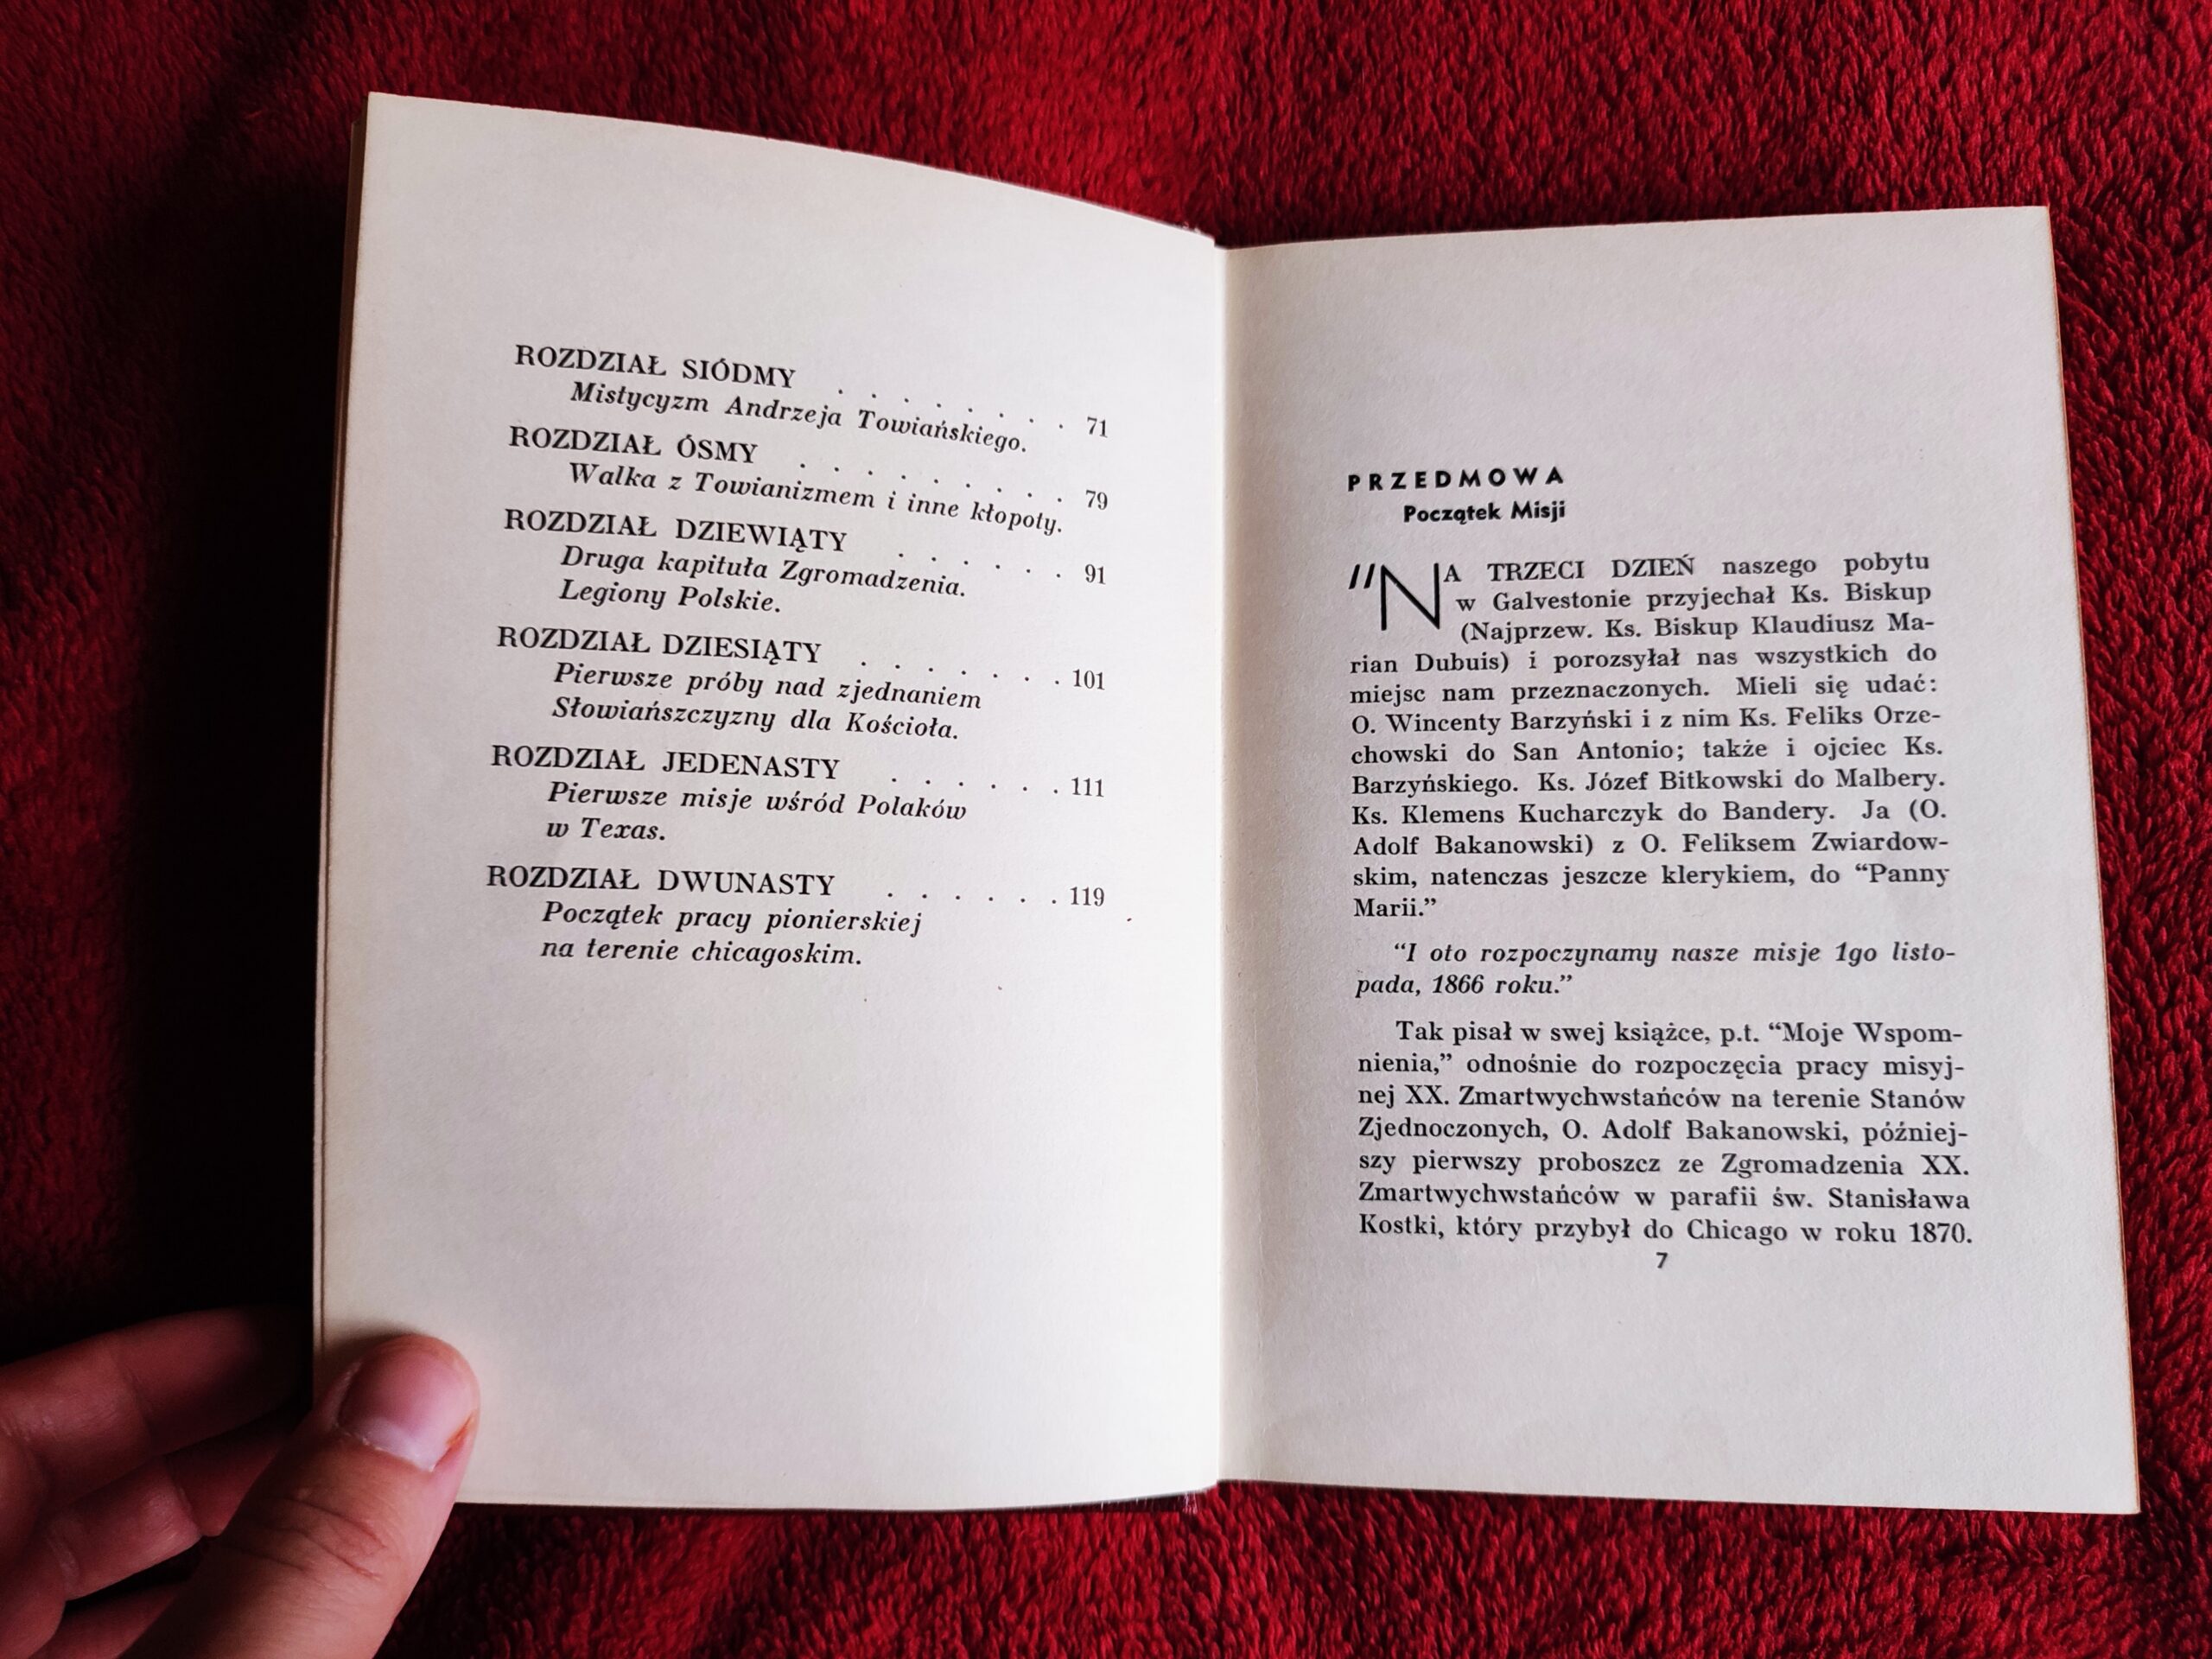 ROZDZIAŁ SIÓDMY . . . . . . . . 71
Mistycyzm Andrzeja Towiańskiego.
ROZDZIAŁ ÓSMY . . . . . . . . . 79
Walka z Towianizmem i inne kłopoty.
ROZDZIAŁ DZIEWIĄTY . . . . . . 91
Druga kapituła Zgromadzenia.
Legiony Polskie.
ROZDZIAŁ DZIESIĄTY . . . . . . . 101
Pierwsze próby nad zjednaniem
Słowiańszczyzny dla Kościoła.
ROZDZIAŁ JEDENASTY . . . . . . 111
Pierwsze misje wśród Polaków
w Texas.
ROZDZIAŁ DWUNASTY . . . . . . 119
Początek pracy pionierskiej
na terenie chicagoskim.
PRZEDMOWA
Początek Misji
"NA TRZECI DZIEŃ naszego pobytu
w Galvestonie przyjechał Ks. Biskup
(Najprzew. Ks. Biskup Klaudiusz Ma-
rian Dubuis) i porozsyłał nas wszystkich do
miejsc nam przeznaczonych. Mieli się udać:
O. Wincenty Barzyński i z nim Ks. Feliks Orze-
chowski do San Antonio; także i ojciec Ks.
Barzyńskiego. Ks. Józef Bitkowski do Malbery.
Ks. Klemens Kucharczyk do Bandery. Ja (O.
Adolf Bakanowski) z O. Feliksem Zwiardow-
skim, natenczas jeszcze klerykiem, do “Panny
Marii.”
“I oto rozpoczynamy nasze misje 1go listo-
pada, 1866 roku.”
Tak pisał w swej książce, p.t. “Moje Wspom-
nienia,” odnośnie do rozpoczęcia pracy misyj-
nej XX. Zmartwychwstańców na terenie Stanów
Zjednoczonych, O. Adolf Bakanowski, później-
szy pierwszy proboszcz ze Zgromadzenia XX.
Zmartwychwstańców w parafii św. Stanisława
Kostki, który przybył do Chicago w roku 1870.
7